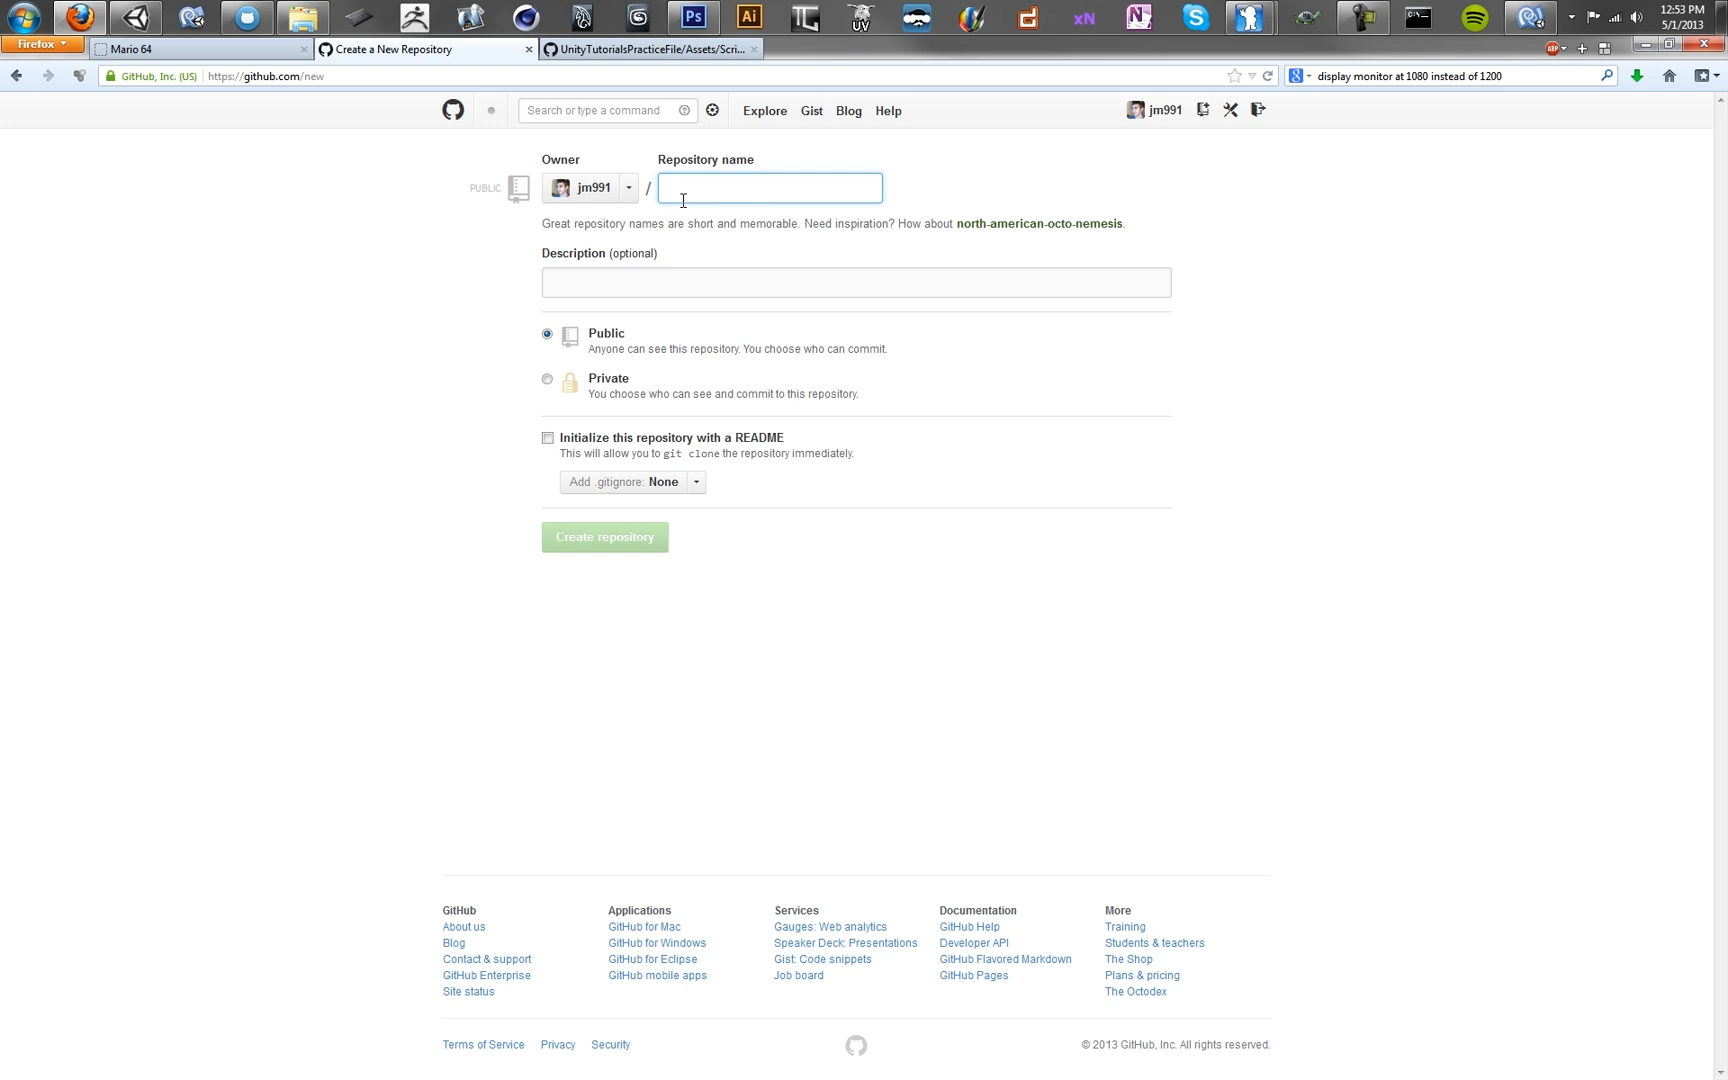 12:53 PM
5/1/2013
Firefox
Mario 64
Create a New Repository
UnityTutorialsPracticeFile/Assets/Scri...
ABP
GitHub, Inc. (US)
https://github.com/new
display monitor at 1080 instead of 1200
Search or type a command
Explore Gist Blog Help
jm991
Owner
Repository name
PUBLIC
jm991
/
Great repository names are short and memorable. Need inspiration? How about north-american-octo-nemesis.
Description (optional)
Public
Anyone can see this repository. You choose who can commit.
Private
You choose who can see and commit to this repository.
Initialize this repository with a README
This will allow you to git clone the repository immediately.
Add .gitignore: None
Create repository
GitHub
About us
Blog
Contact & support
GitHub Enterprise
Site status
Applications
GitHub for Mac
GitHub for Windows
GitHub for Eclipse
GitHub mobile apps
Services
Gauges: Web analytics
Speaker Deck: Presentations
Gist: Code snippets
Job board
Documentation
GitHub Help
Developer API
GitHub Flavored Markdown
GitHub Pages
More
Training
Students & teachers
The Shop
Plans & pricing
The Octodex
Terms of Service Privacy Security
© 2013 GitHub, Inc. All rights reserved.